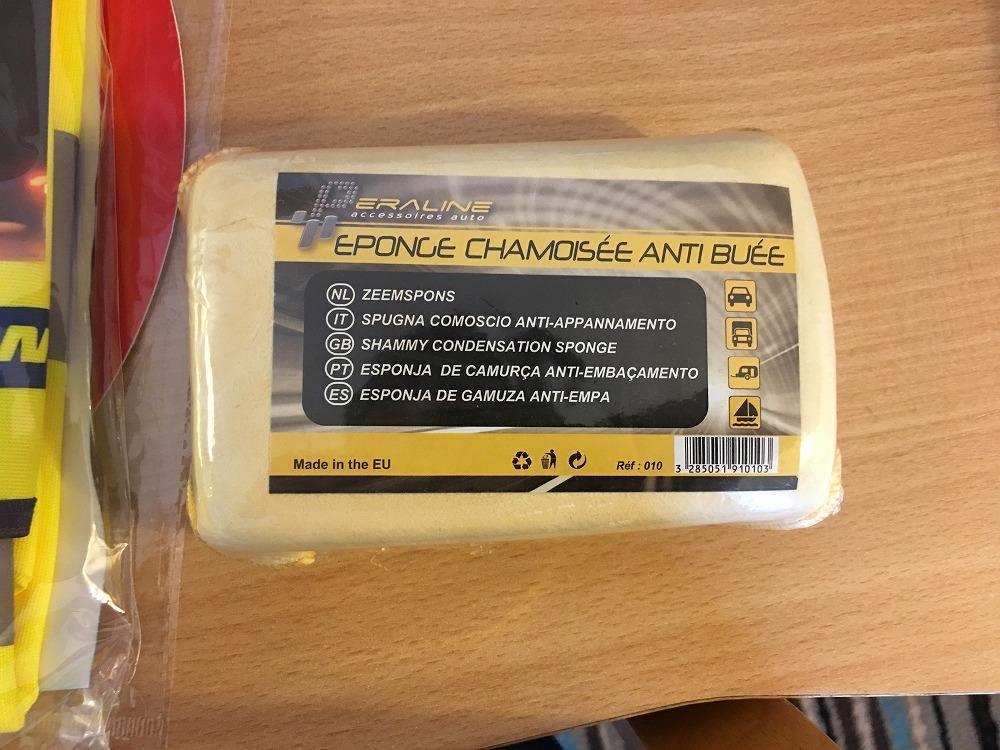 PERALINE
accessoires auto
EPONGE CHAMOISÉE ANTI BUÉE
NL ZEEMSPONS
IT SPUGNA COMOSCIO ANTI-APPANNAMENTO
GB SHAMMY CONDENSATION SPONGE
PT ESPONJA DE CAMURÇA ANTI-EMBAÇAMENTO
ES ESPONJA DE GAMUZA ANTI-EMPA
Made in the EU
Réf : 010
3 285051 910103